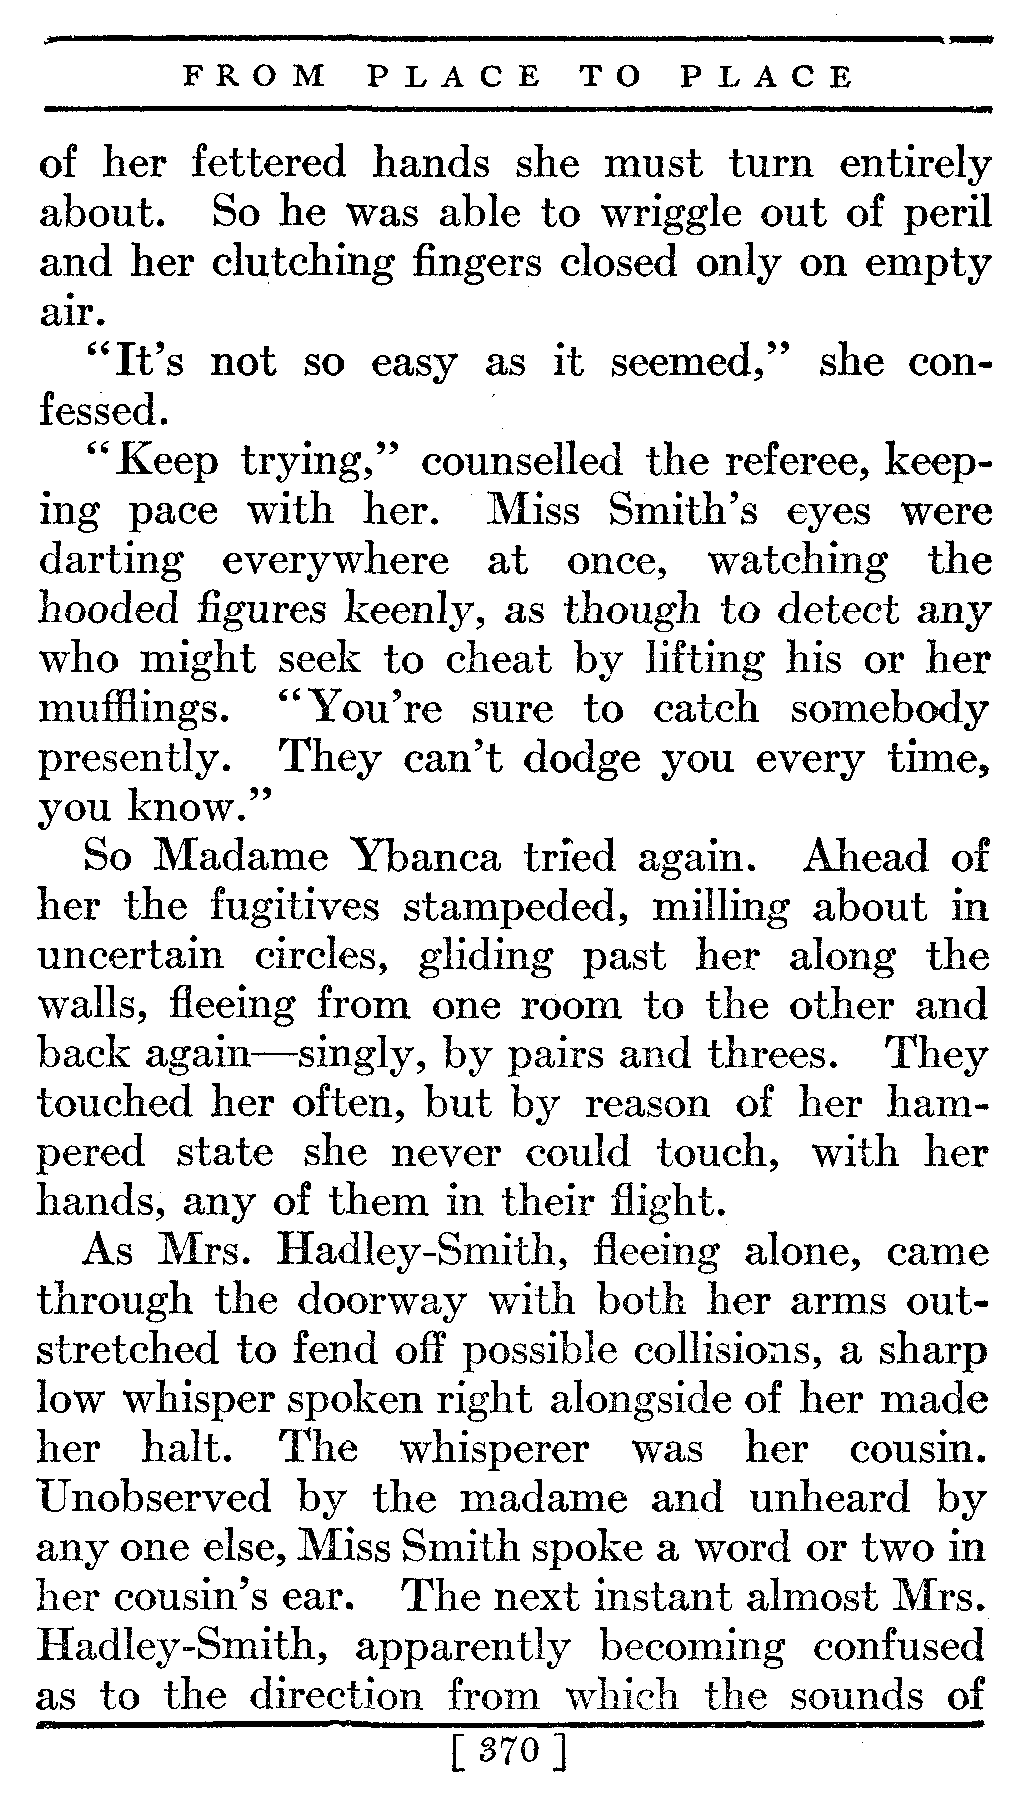 FROM PLACE TO PLACE
of her fettered hands she must turn entirely
about. So he was able to wriggle out of peril
and her clutching fingers closed only on empty
air.
“It’s not so easy as it seemed,” she con-
fessed.
“Keep trying,” counselled the referee, keep-
ing pace with her. Miss Smith’s eyes were
darting everywhere at once, watching the
hooded figures keenly, as though to detect any
who might seek to cheat by lifting his or her
mufflings. “You’re sure to catch somebody
presently. They can’t dodge you every time,
you know.”
So Madame Ybanca tried again. Ahead of
her the fugitives stampeded, milling about in
uncertain circles, gliding past her along the
walls, fleeing from one room to the other and
back again—singly, by pairs and threes. They
touched her often, but by reason of her ham-
pered state she never could touch, with her
hands, any of them in their flight.
As Mrs. Hadley-Smith, fleeing alone, came
through the doorway with both her arms out-
stretched to fend off possible collisions, a sharp
low whisper spoken right alongside of her made
her halt. The whisperer was her cousin.
Unobserved by the madame and unheard by
any one else, Miss Smith spoke a word or two in
her cousin’s ear. The next instant almost Mrs.
Hadley-Smith, apparently becoming confused
as to the direction from which the sounds of
[ 370 ]